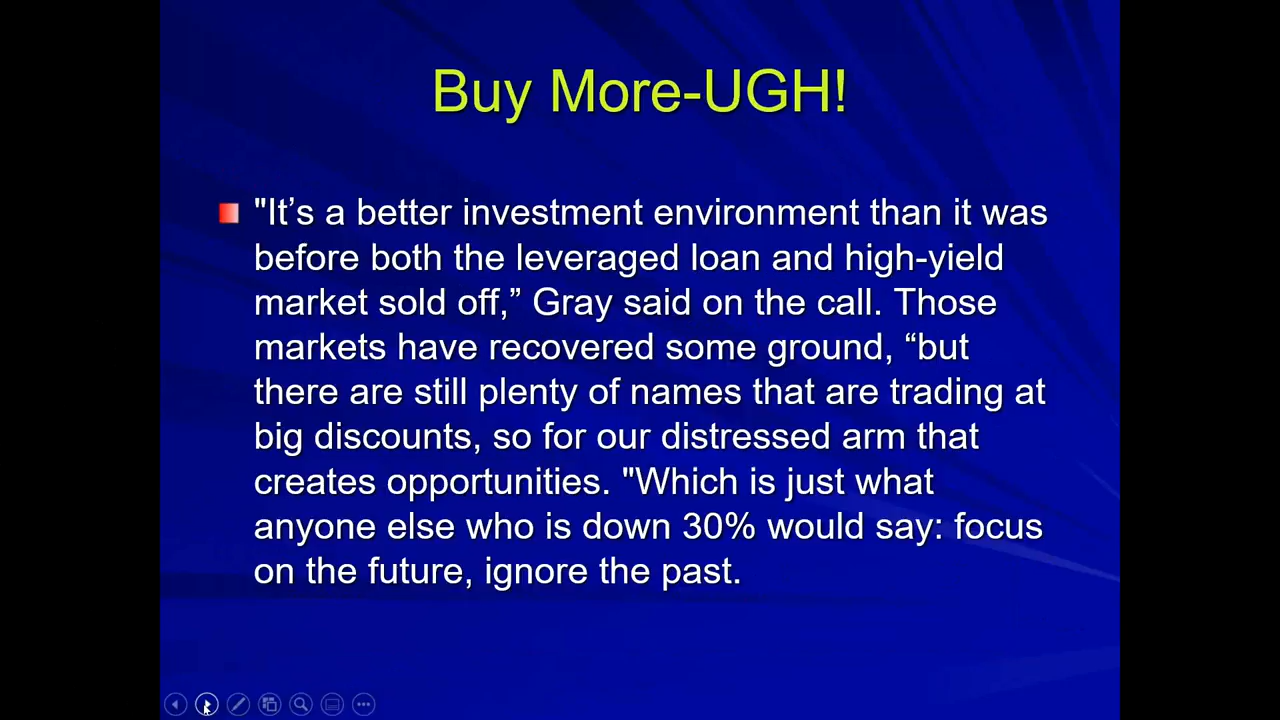 Buy More-UGH!
"It’s a better investment environment than it was
before both the leveraged loan and high-yield
market sold off,” Gray said on the call. Those
markets have recovered some ground, “but
there are still plenty of names that are trading at
big discounts, so for our distressed arm that
creates opportunities. "Which is just what
anyone else who is down 30% would say: focus
on the future, ignore the past.